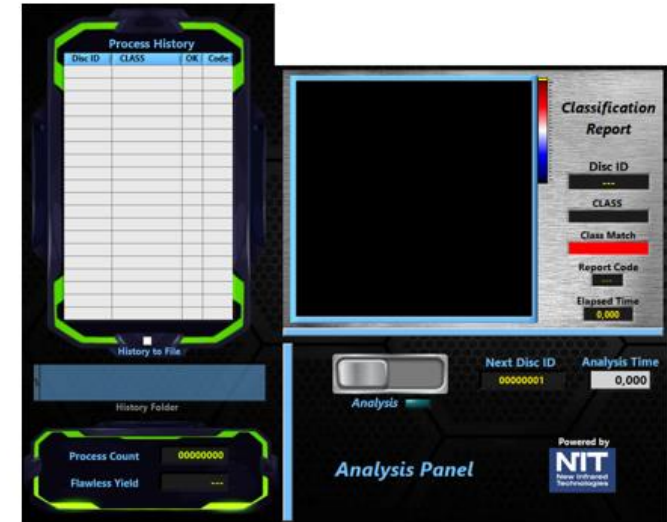 Process History
Disc ID CLASS OK Code
History to File
History Folder
Process Count 00000000
Flawless Yield ---
Classification
Report
Disc ID
---
CLASS
Class Match
Report Code
---
Elapsed Time
0,000
Next Disc ID Analysis Time
00000001 0,000
Analysis
Analysis Panel
Powered by
NIT
New Infrared
Technologies